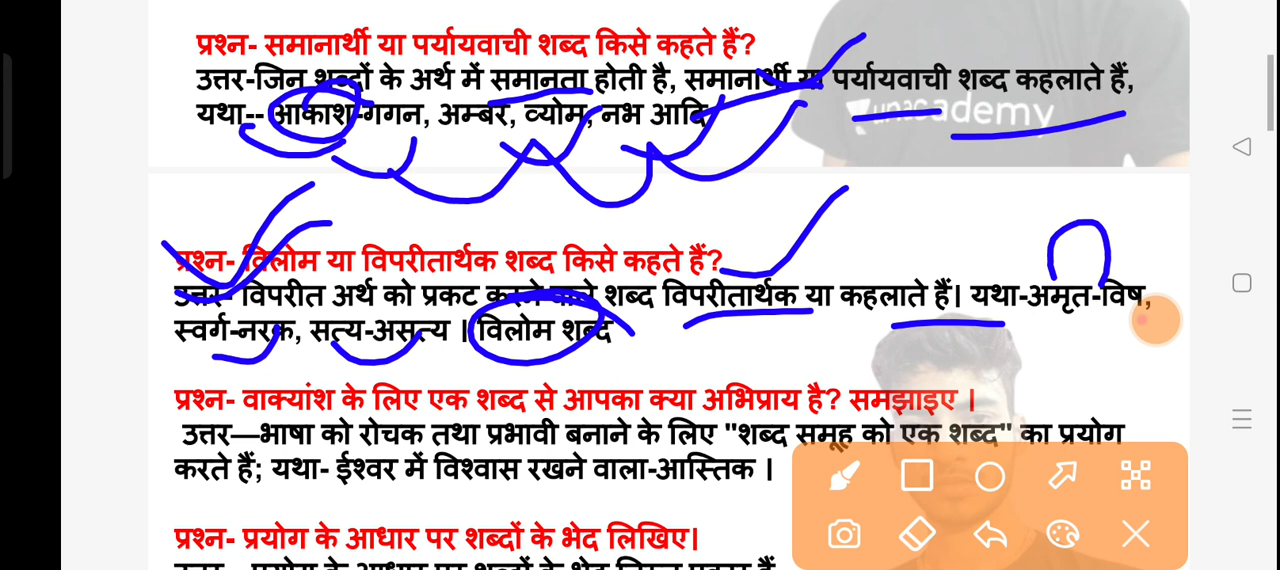 प्रश्न- समानार्थी या पर्यायवाची शब्द किसे कहते हैं?
उत्तर-जिन शब्दों के अर्थ में समानता होती है, समानार्थी या पर्यायवाची शब्द कहलाते हैं,
यथा-- आकाश-गगन, अम्बर, व्योम, नभ आदि
unacademy
प्रश्न- विलोम या विपरीतार्थक शब्द किसे कहते हैं?
उत्तर- विपरीत अर्थ को प्रकट करने वाले शब्द विपरीतार्थक या कहलाते हैं| यथा-अमृत-विष,
स्वर्ग-नरक, सत्य-असत्य | विलोम शब्द
प्रश्न- वाक्यांश के लिए एक शब्द से आपका क्या अभिप्राय है? समझाइए |
उत्तर—भाषा को रोचक तथा प्रभावी बनाने के लिए "शब्द समूह को एक शब्द" का प्रयोग
करते हैं; यथा- ईश्वर में विश्वास रखने वाला-आस्तिक |
प्रश्न- प्रयोग के आधार पर शब्दों के भेद लिखिए|